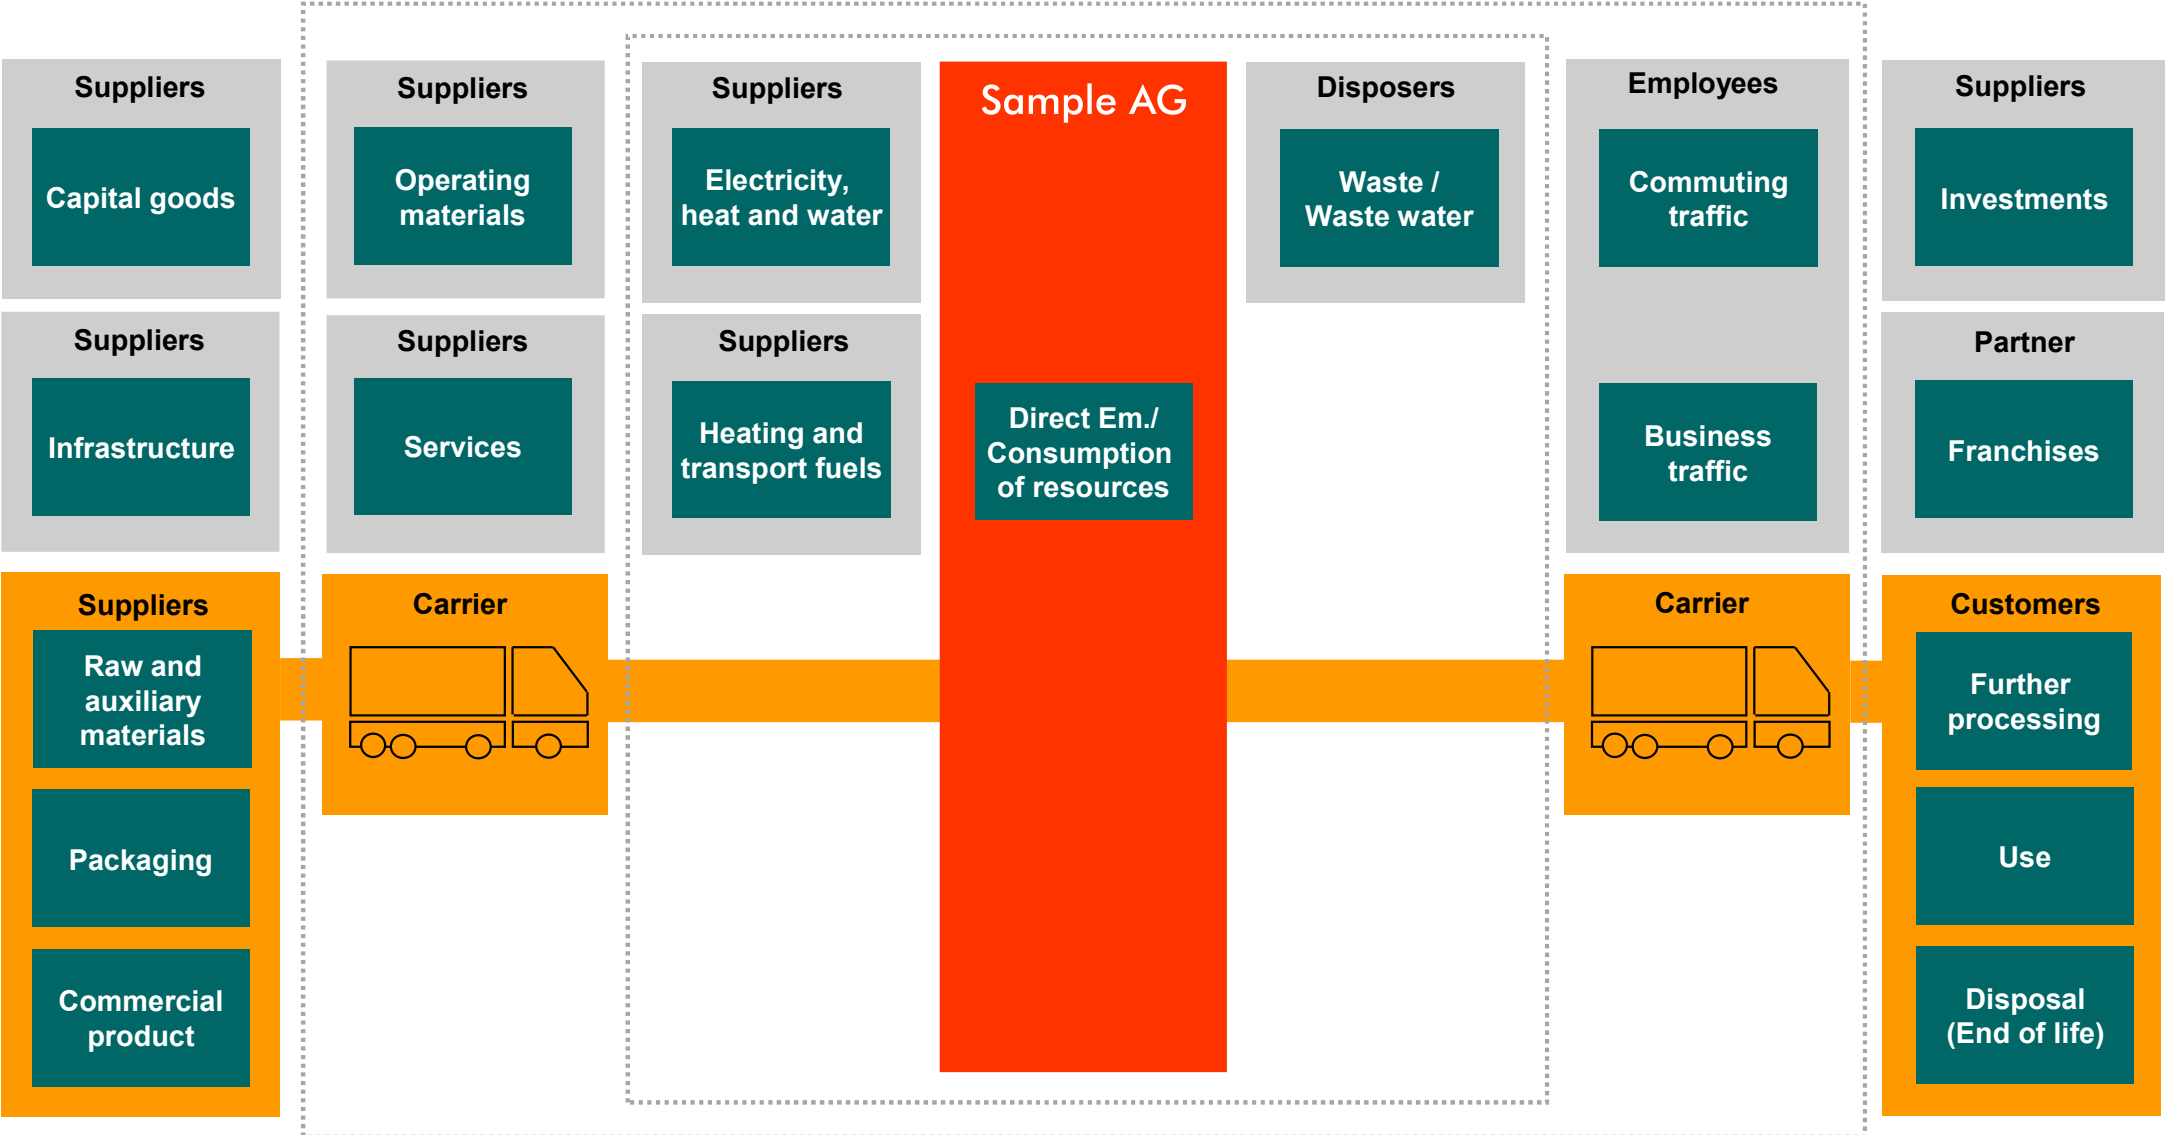 Suppliers
Capital goods
Suppliers
Operating
materials
Suppliers
Electricity,
heat and water
Sample AG
Disposers
Waste /
Waste water
Employees
Commuting
traffic
Suppliers
Investments
Suppliers
Infrastructure
Suppliers
Services
Suppliers
Heating and
transport fuels
Direct Em./
Consumption
of resources
Business
traffic
Partner
Franchises
Suppliers
Raw and
auxiliary
materials
Packaging
Commercial
product
Carrier
Carrier
Customers
Further
processing
Use
Disposal
(End of life)